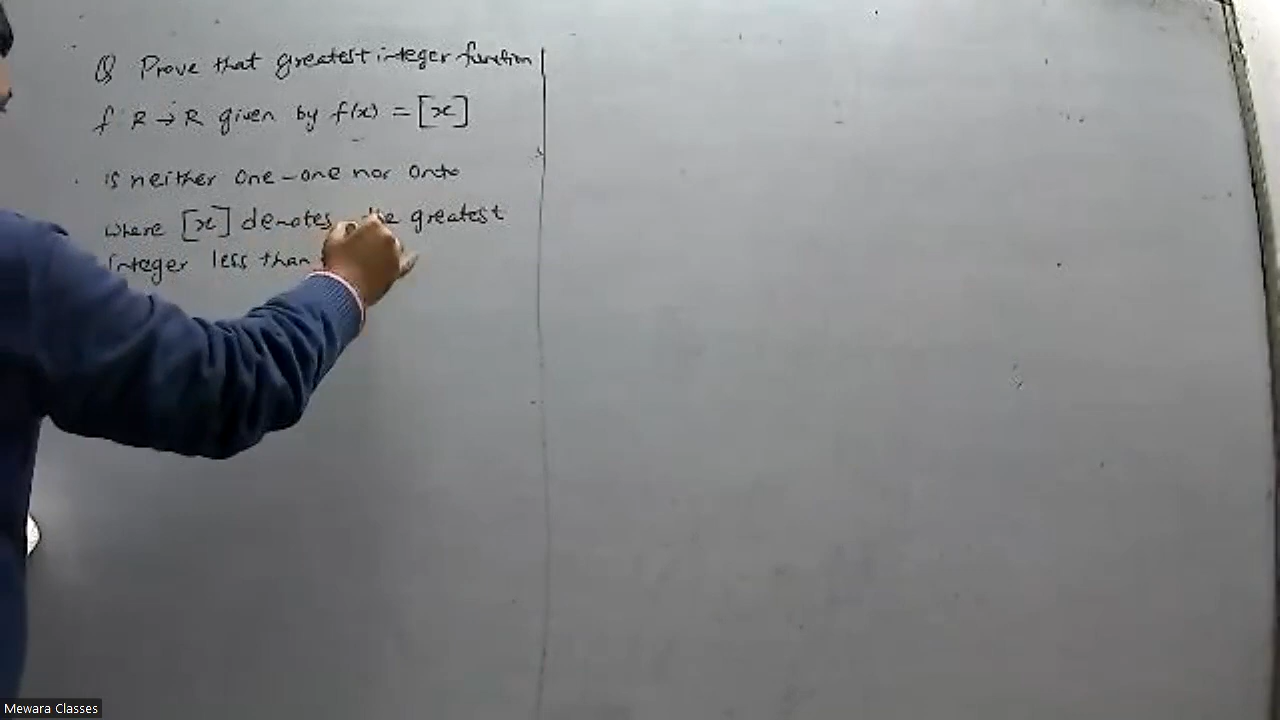 Q Prove that greatest integer function
f R → R given by f(x) = [x]
is neither one-one nor onto
where [x] denotes the greatest
integer less than
Mewara Classes